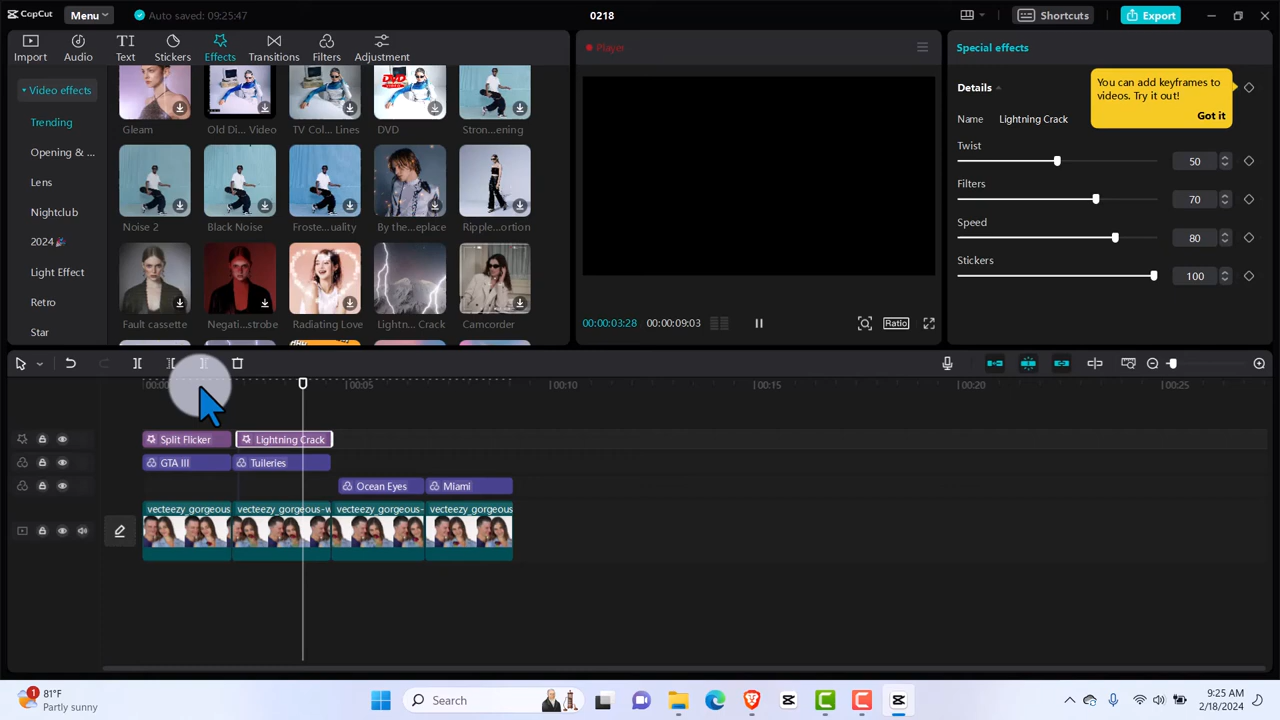 CapCut
Menu
Auto saved: 09:25:47
0218
Shortcuts
Export
Import
Audio
Text
Stickers
Effects
Transitions
Filters
Adjustment
Video effects
Trending
Opening & ...
Lens
Nightclub
2024🎉
Light Effect
Retro
Star
Gleam
Old Di... Video
TV Col... Lines
DVD
DVD
Stron...ening
Noise 2
Black Noise
Froste...uality
By the...eplace
Ripple...ortion
Fault cassette
Negati...strobe
Radiating Love
Lightn... Crack
Camcorder
Player
00:00:03:28
00:00:09:03
Ratio
Special effects
Details
You can add keyframes to
videos. Try it out!
Got it
Name
Lightning Crack
Twist
50
Filters
70
Speed
80
Stickers
100
00:05
00:10
00:15
00:20
00:25
Split Flicker
Lightning Crack
GTA III
Tuileries
Ocean Eyes
Miami
vecteezy_gorgeous
vecteezy_gorgeous-w
vecteezy_gorgeous-
vecteezy_gorgeous
1
81°F
Partly sunny
Search
9:25 AM
2/18/2024